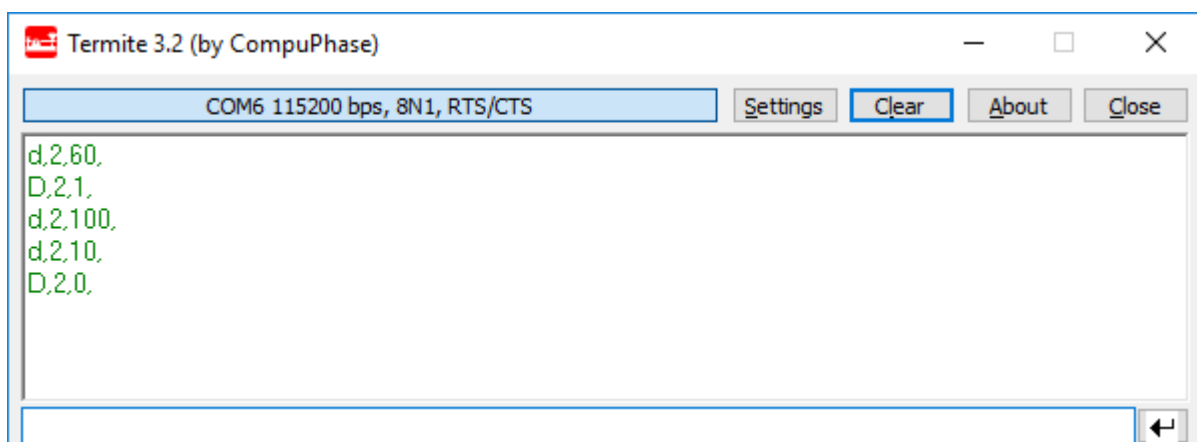 Termite 3.2 (by CompuPhase)
COM6 115200 bps, 8N1, RTS/CTS
Settings
Clear
About
Close
d,2,60,
D,2,1,
d,2,100,
d,2,10,
D,2,0,